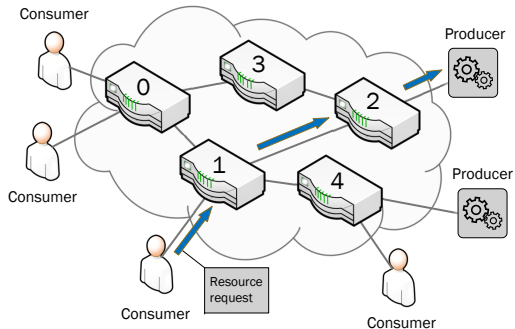 Consumer
Producer
3
0
2
1
4
Consumer
Producer
Resource
request
Consumer
Consumer